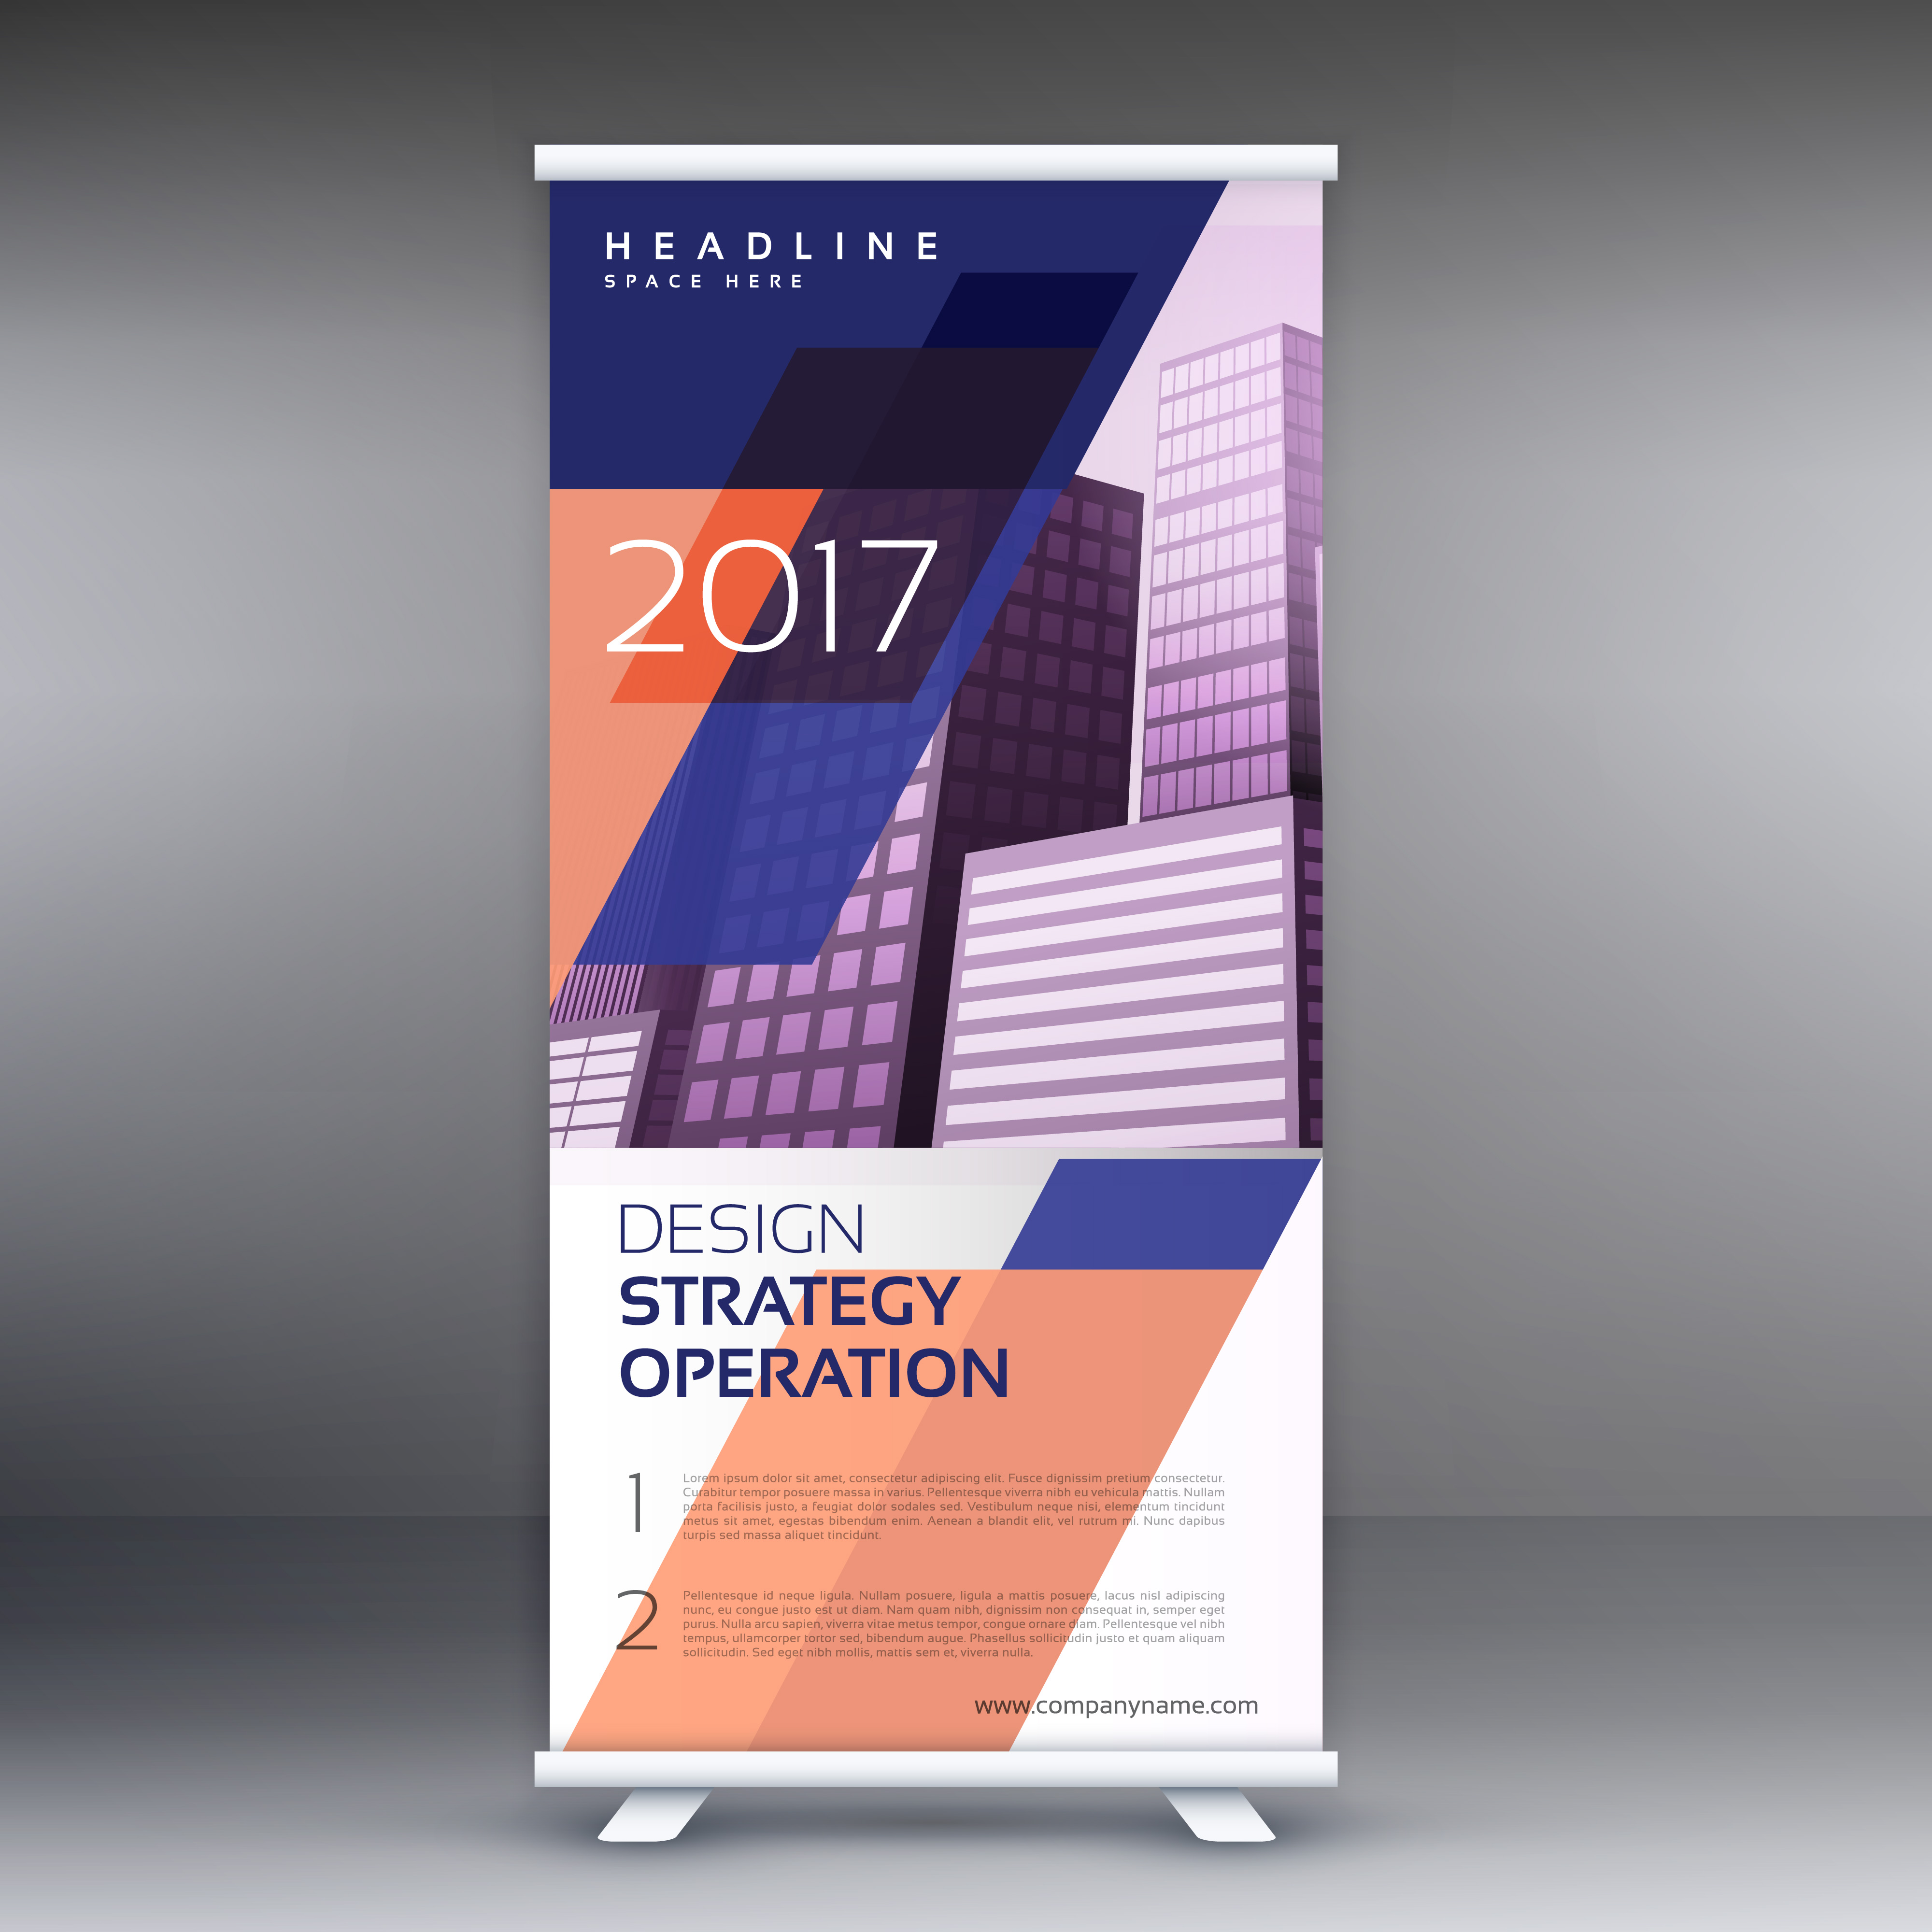 HEADLINE
SPACE HERE
2017
DESIGN
STRATEGY
OPERATION
1
Lorem ipsum dolor sit amet, consectetur adipiscing elit. Fusce dignissim pretium consectetur.
Curabitur tempor posuere massa in varius. Pellentesque viverra nibh eu vehicula mattis. Nullam
porta facilisis justo, a feugiat dolor sodales sed. Vestibulum neque nisi, elementum tincidunt
metus sit amet, egestas bibendum enim. Aenean a blandit elit, vel rutrum mi. Nunc dapibus
turpis sed massa aliquet tincidunt.
2
Pellentesque id neque ligula. Nullam posuere, ligula a mattis posuere, lacus nisl adipiscing
nunc, eu congue justo est ut diam. Nam quam nibh, dignissim non consequat in, semper eget
purus. Nulla arcu sapien, viverra vitae metus tempor, congue ornare diam. Pellentesque vel nibh
tempus, ullamcorper tortor sed, bibendum augue. Phasellus sollicitudin justo et quam aliquam
sollicitudin. Sed eget nibh mollis, mattis sem et, viverra nulla.
www.companyname.com